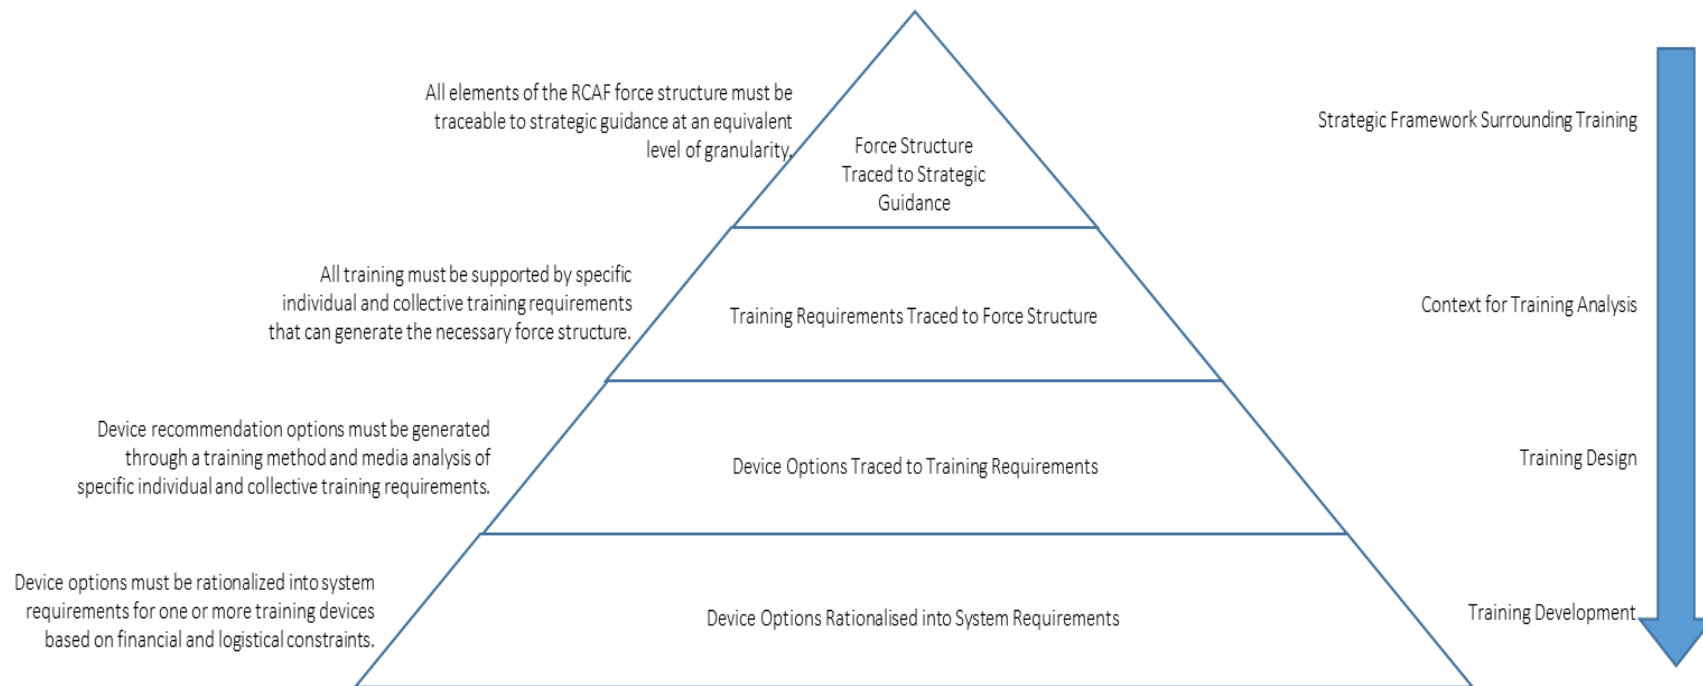 All elements of the RCAF force structure must be
traceable to strategic guidance at an equivalent
level of granularity.
Force Structure
Traced to Strategic
Guidance
Strategic Framework Surrounding Training
All training must be supported by specific
individual and collective training requirements
that can generate the necessary force structure.
Training Requirements Traced to Force Structure
Context for Training Analysis
Device recommendation options must be generated
through a training method and media analysis of
specific individual and collective training requirements.
Device Options Traced to Training Requirements
Training Design
Device options must be rationalized into system
requirements for one or more training devices
based on financial and logistical constraints.
Device Options Rationalised into System Requirements
Training Development